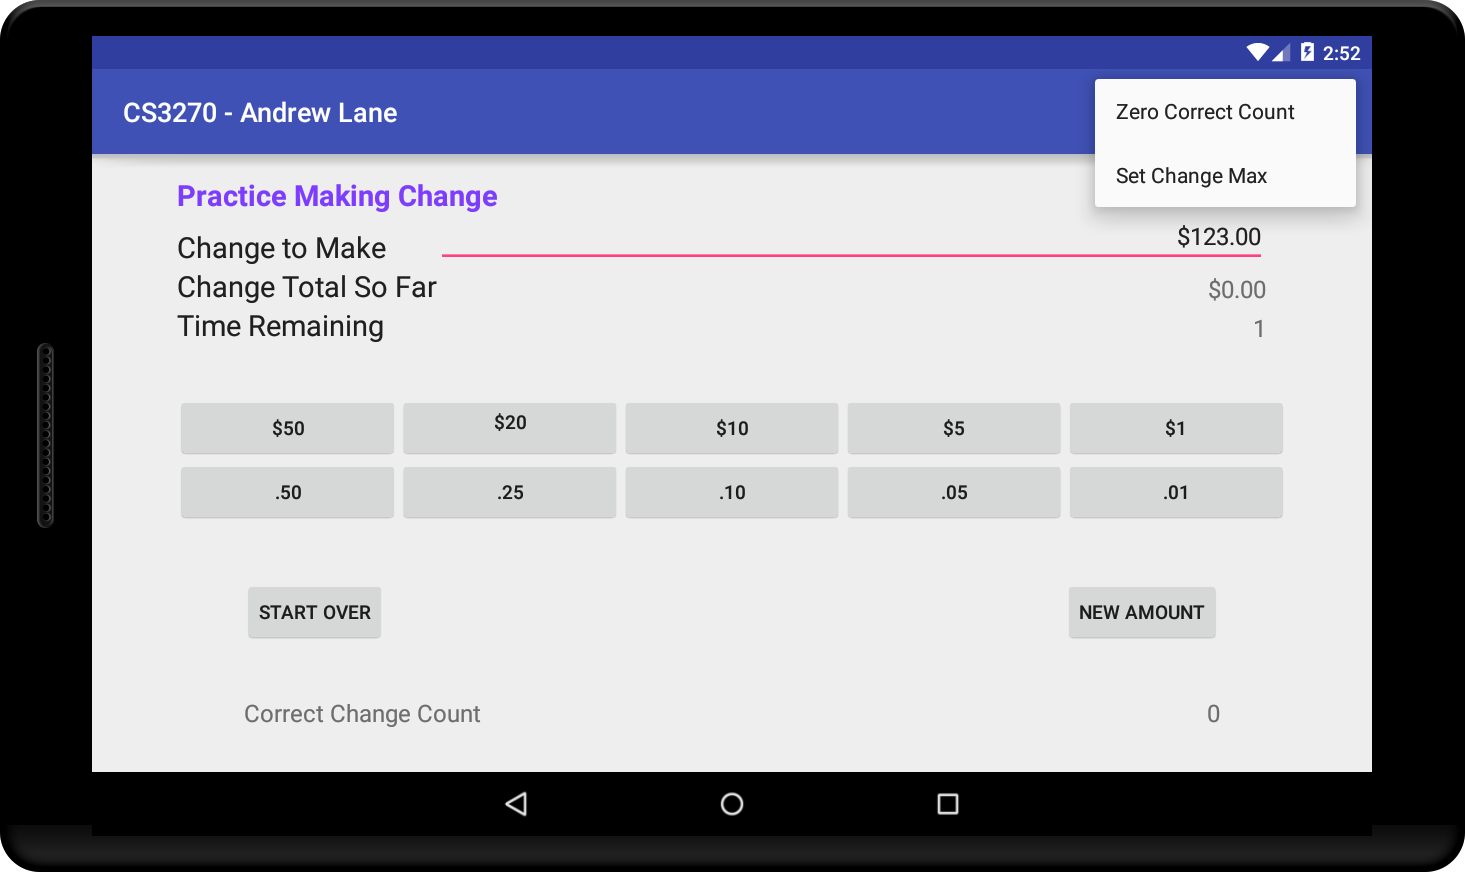 2:52
CS3270 - Andrew Lane
Zero Correct Count
Set Change Max
Practice Making Change
Change to Make $123.00
Change Total So Far $0.00
Time Remaining 1
$50 $20 $10 $5 $1
.50 .25 .10 .05 .01
START OVER NEW AMOUNT
Correct Change Count 0